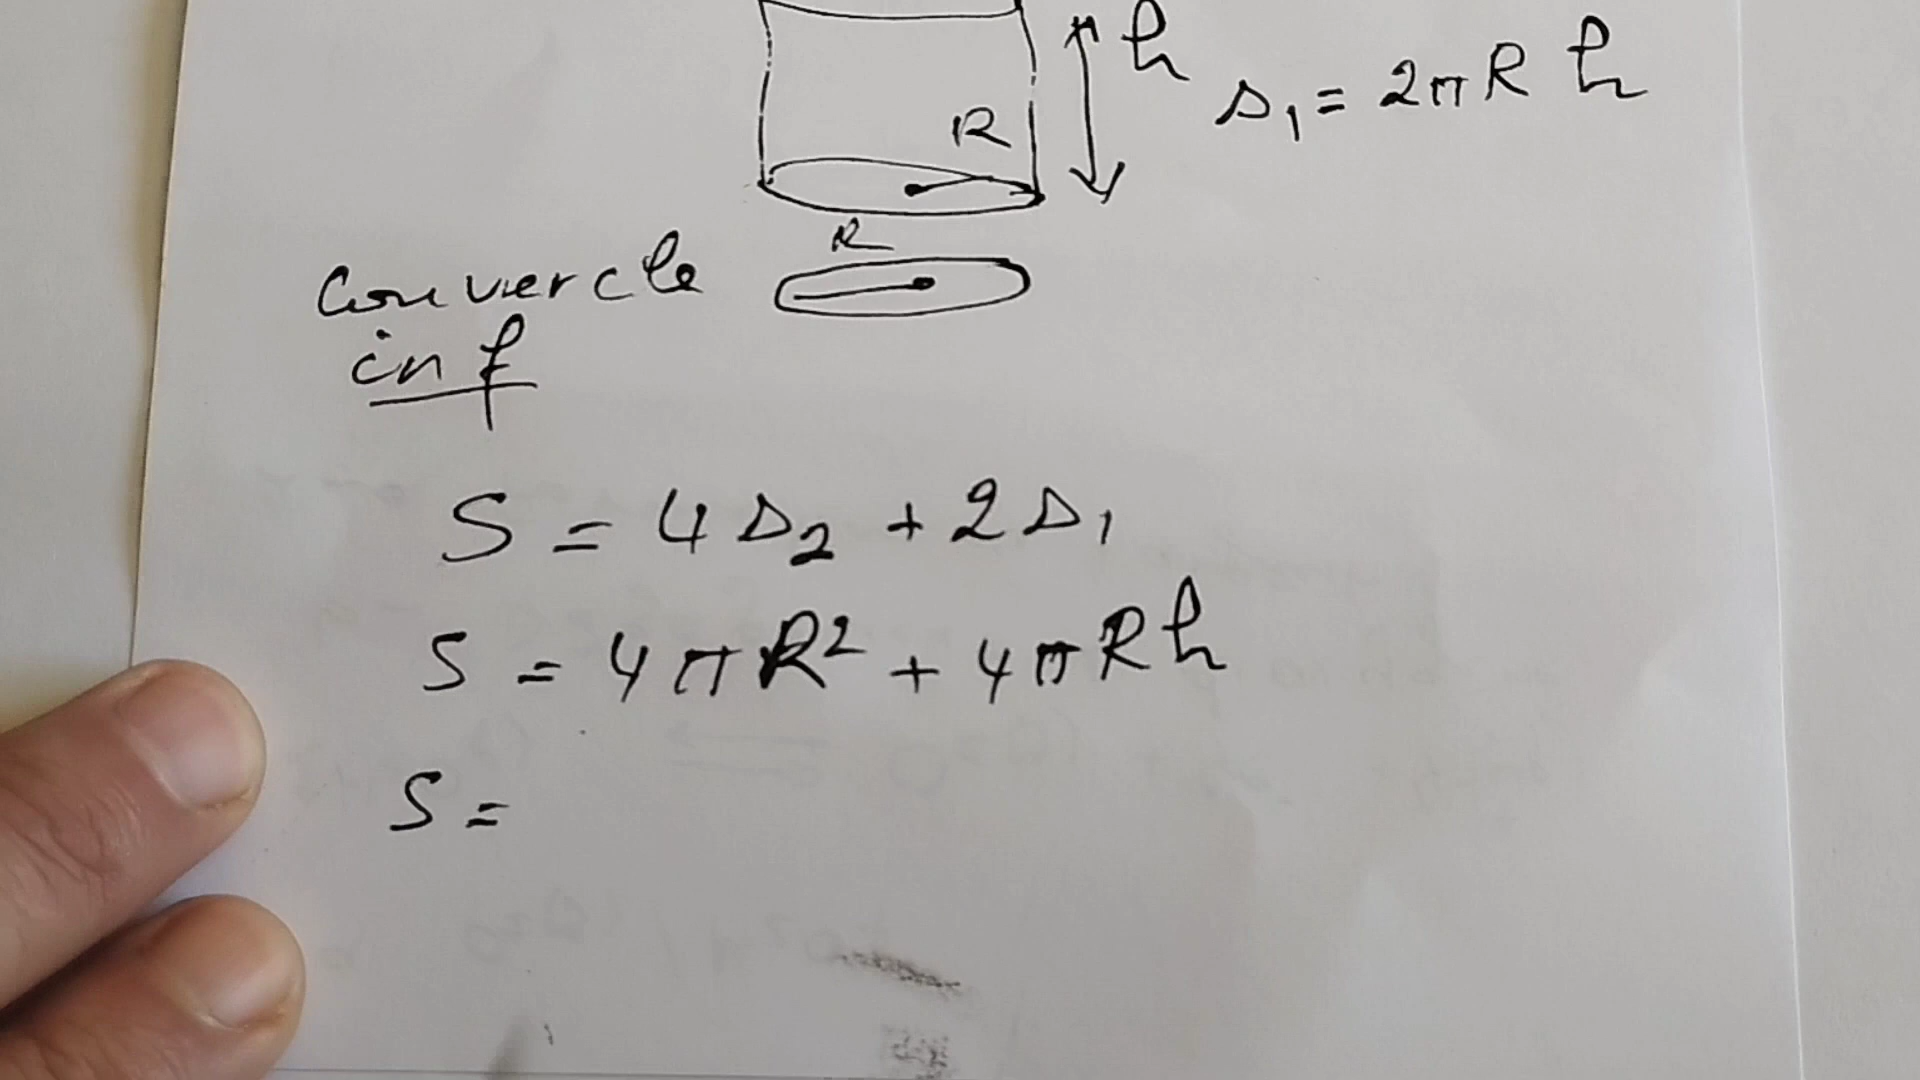 h
s₁ = 2πR h
R
R
Couvercle
inf
S = 4 s₂ + 2 s₁
S = 4πR² + 4πRh
S =